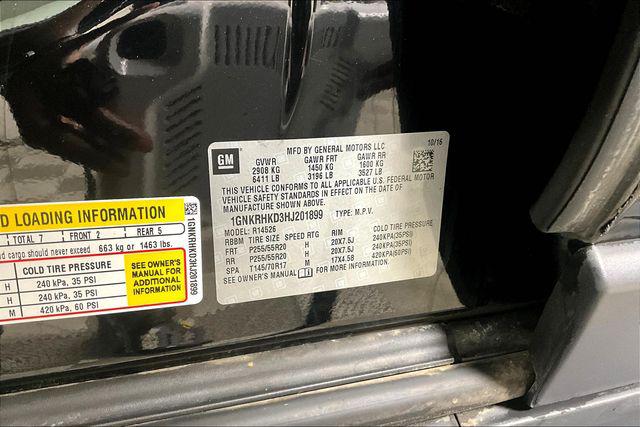 GM
MFD BY GENERAL MOTORS LLC 10/16
GVWR GAWR FRT GAWR RR
2908 KG 1450 KG 1600 KG
6411 LB 3196 LB 3527 LB
THIS VEHICLE CONFORMS TO ALL APPLICABLE U.S. FEDERAL MOTOR
VEHICLE SAFETY STANDARDS IN EFFECT ON THE DATE OF
MANUFACTURE SHOWN ABOVE.
1GNKRHKD3HJ201899 TYPE: M.P.V.
MODEL: R14526
RBBM TIRE SIZE SPEED RTG RIM COLD TIRE PRESSURE
FRT P255/55R20 H 20X7.5J 240KPA(35PSI)
RR P255/55R20 H 20X7.5J 240KPA(35PSI)
SPA T145/70R17 M 17X4.5B 420KPA(60PSI)
SEE OWNER'S MANUAL FOR MORE INFORMATION.
D LOADING INFORMATION
TOTAL 7 FRONT 2 REAR 5
d cargo should never exceed 663 kg or 1463 lbs.
COLD TIRE PRESSURE
H 240 kPa, 35 PSI
H 240 kPa, 35 PSI
M 420 kPa, 60 PSI
SEE OWNER'S
MANUAL FOR
ADDITIONAL
INFORMATION
1GNKRHKD3HJ201899